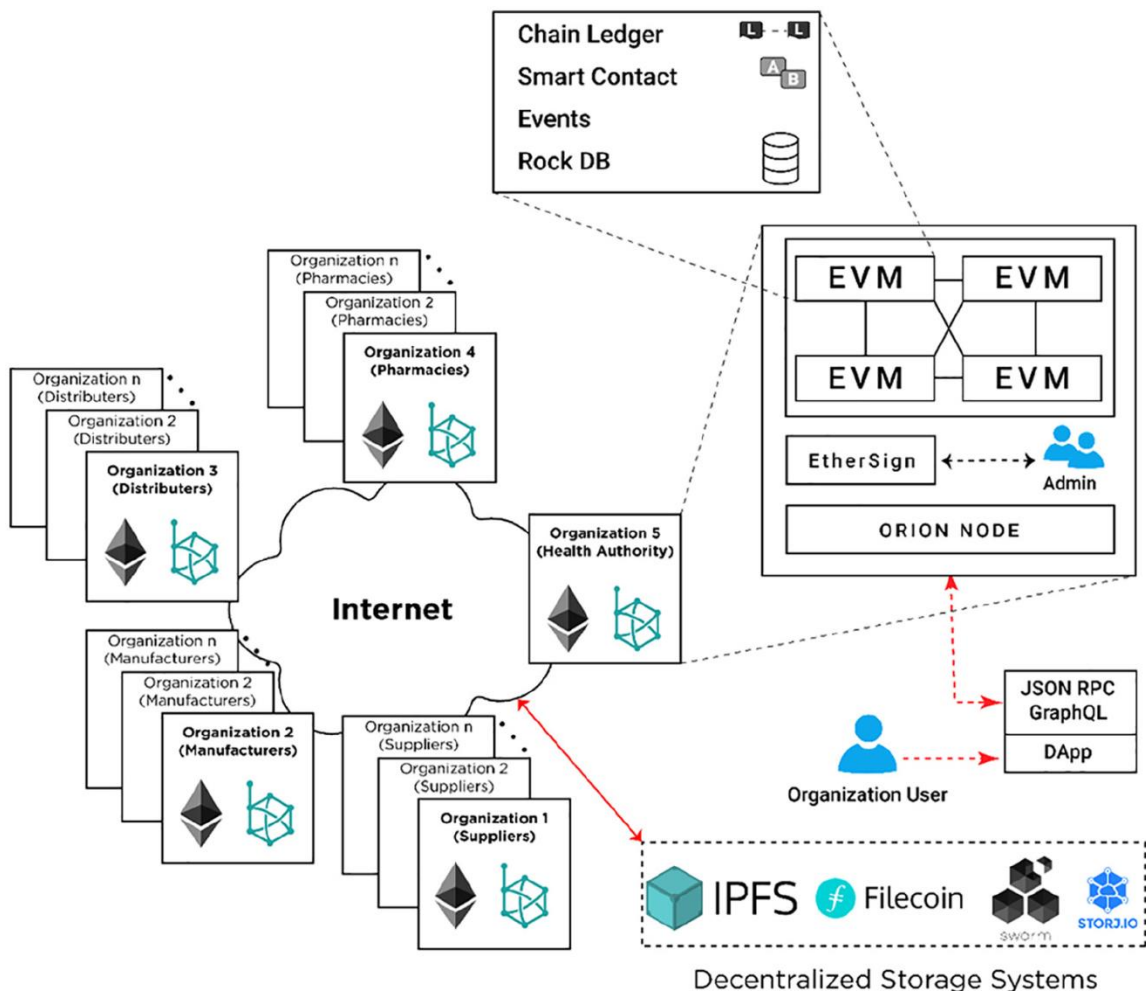 Chain Ledger
L L
Smart Contact
A
B
Events
Rock DB
EVM EVM
EVM EVM
EtherSign
Admin
ORION NODE
Organization n
(Pharmacies)
Organization 2
(Pharmacies)
Organization 4
(Pharmacies)
Organization n
(Distributers)
Organization 2
(Distributers)
Organization 3
(Distributers)
Organization 5
(Health Authority)
Internet
Organization n
(Manufacturers)
Organization 2
(Manufacturers)
Organization 2
(Manufacturers)
Organization n
(Suppliers)
Organization 2
(Suppliers)
Organization 1
(Suppliers)
JSON RPC
GraphQL
DApp
Organization User
IPFS
Filecoin
swarm
STORJ.IO
Decentralized Storage Systems